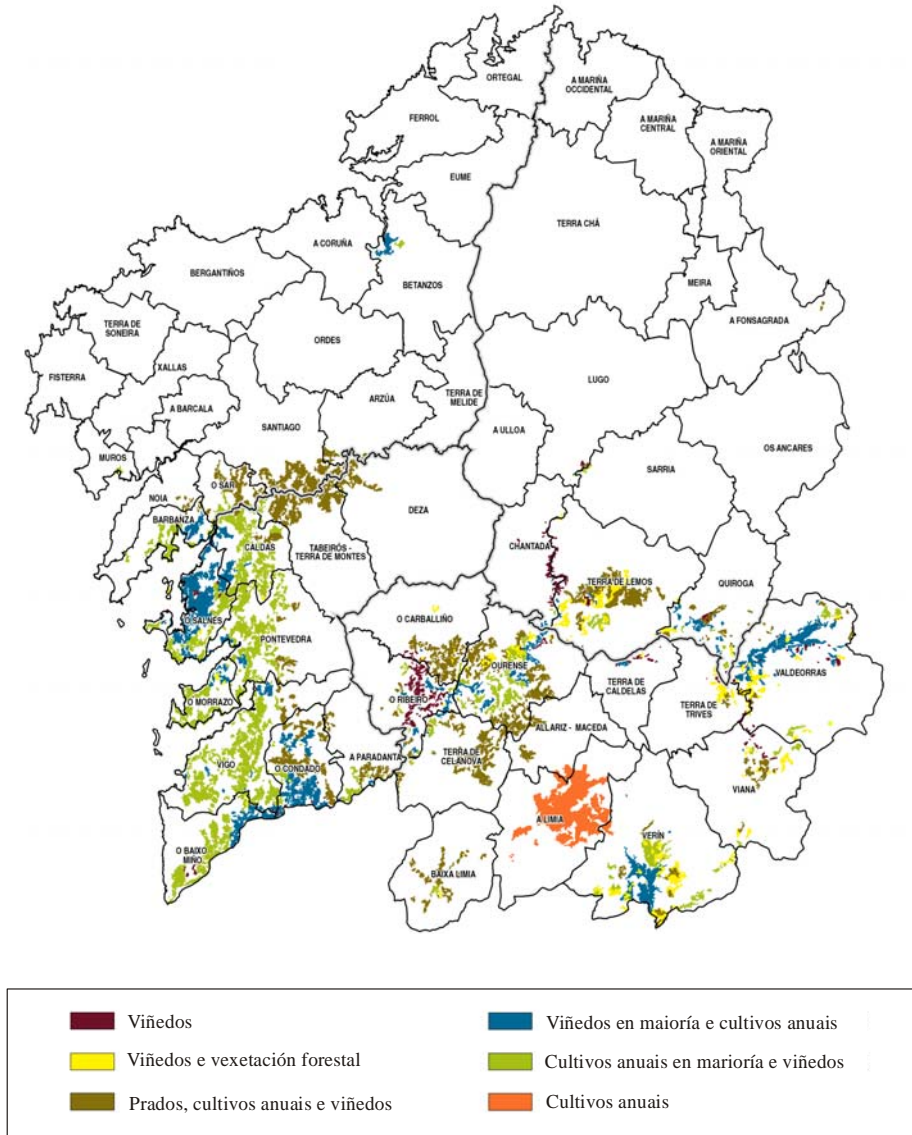 ORTEGAL
A MARIÑA
OCCIDENTAL
FERROL
A MARIÑA
CENTRAL
A MARIÑA
ORIENTAL
EUME
TERRA CHÁ
A CORUÑA
BERGANTIÑOS
BETANZOS
MEIRA
TERRA DE
SONEIRA
A FONSAGRADA
ORDES
XALLAS
FISTERRA
LUGO
ARZÚA
TERRA DE
MELIDE
A BARCALA
SANTIAGO
A ULLOA
OS ANCARES
MUROS
SARRIA
O SAR
NOIA
DEZA
BARBANZA
CALDAS
TABEIRÓS -
TERRA DE MONTES
CHANTADA
TERRA DE LEMOS
QUIROGA
O SALNÉS
O CARBALLIÑO
PONTEVEDRA
OURENSE
VALDEORRAS
O MORRAZO
O RIBEIRO
TERRA DE
CALDELAS
TERRA DE
TRIVES
ALLARIZ - MACEDA
A PARADANTA
TERRA DE
CELANOVA
VIGO
O CONDADO
VIANA
A LIMIA
VERÍN
O BAIXO
MIÑO
BAIXA LIMIA
Viñedos
Viñedos e vexetación forestal
Prados, cultivos anuais e viñedos
Viñedos en maioría e cultivos anuais
Cultivos anuais en marioría e viñedos
Cultivos anuais